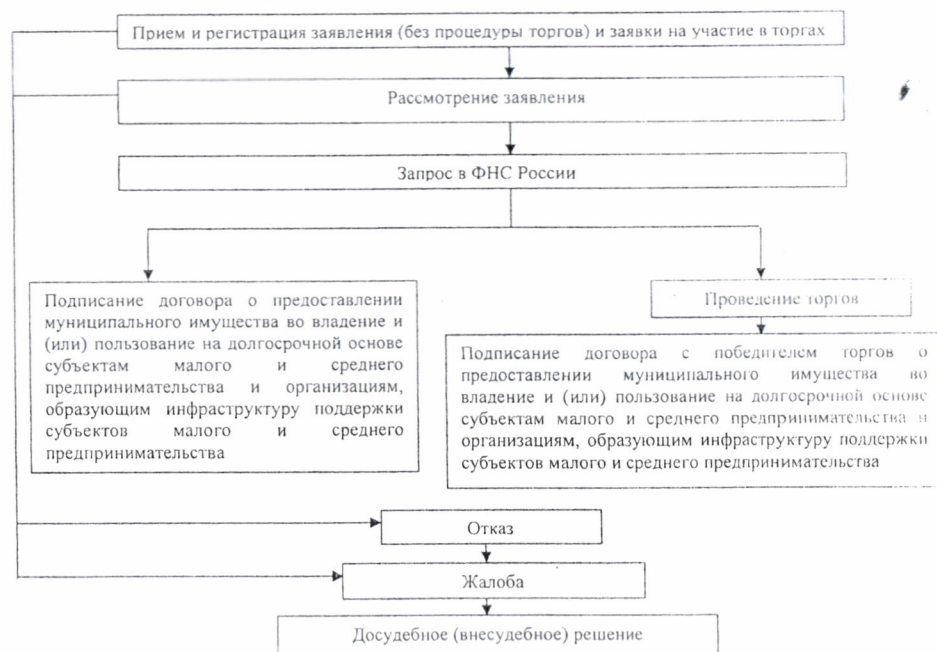 Прием и регистрация заявления (без процедуры торгов) и заявки на участие в торгах
Рассмотрение заявления
Запрос в ФНС России
Подписание договора о предоставлении
муниципального имущества во владение и
(или) пользование на долгосрочной основе
субъектам малого и среднего
предпринимательства и организациям,
образующим инфраструктуру поддержки
субъектов малого и среднего
предпринимательства
Проведение торгов
Подписание договора с победителем торгов о
предоставлении муниципального имущества во
владение и (или) пользование на долгосрочной основе
субъектам малого и среднего предпринимательства и
организациям, образующим инфраструктуру поддержки
субъектов малого и среднего предпринимательства
Отказ
Жалоба
Досудебное (внесудебное) решение